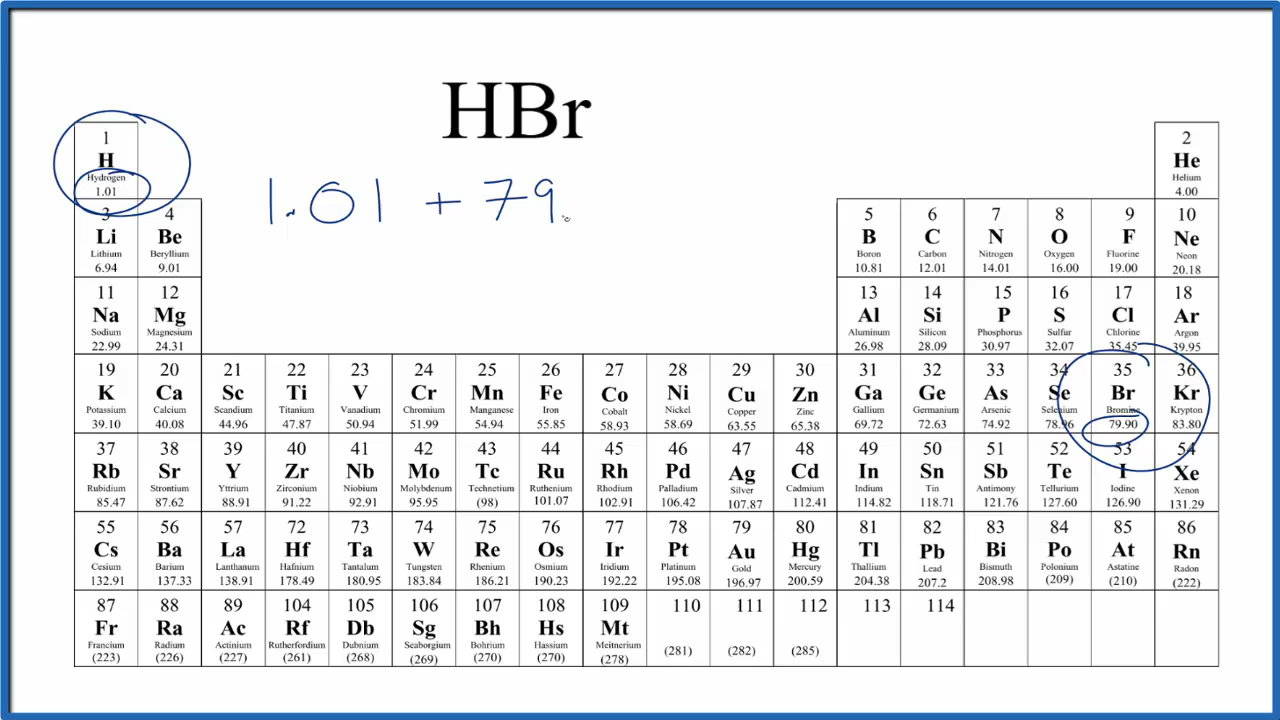 HBr
1.01 + 79.
1 2
H He
Hydrogen Helium
1.01 4.00
3 4 5 6 7 8 9 10
Li Be B C N O F Ne
Lithium Beryllium Boron Carbon Nitrogen Oxygen Fluorine Neon
6.94 9.01 10.81 12.01 14.01 16.00 19.00 20.18
11 12 13 14 15 16 17 18
Na Mg Al Si P S Cl Ar
Sodium Magnesium Aluminum Silicon Phosphorus Sulfur Chlorine Argon
22.99 24.31 26.98 28.09 30.97 32.07 35.45 39.95
19 20 21 22 23 24 25 26 27 28 29 30 31 32 33 34 35 36
K Ca Sc Ti V Cr Mn Fe Co Ni Cu Zn Ga Ge As Se Br Kr
Potassium Calcium Scandium Titanium Vanadium Chromium Manganese Iron Cobalt Nickel Copper Zinc Gallium Germanium Arsenic Selenium Bromine Krypton
39.10 40.08 44.96 47.87 50.94 51.99 54.94 55.85 58.93 58.69 63.55 65.38 69.72 72.63 74.92 78.96 79.90 83.80
37 38 39 40 41 42 43 44 45 46 47 48 49 50 51 52 53 54
Rb Sr Y Zr Nb Mo Tc Ru Rh Pd Ag Cd In Sn Sb Te I Xe
Rubidium Strontium Yttrium Zirconium Niobium Molybdenum Technetium Ruthenium Rhodium Palladium Silver Cadmium Indium Tin Antimony Tellurium Iodine Xenon
85.47 87.62 88.91 91.22 92.91 95.95 (98) 101.07 102.91 106.42 107.87 112.41 114.82 118.71 121.76 127.60 126.90 131.29
55 56 57 72 73 74 75 76 77 78 79 80 81 82 83 84 85 86
Cs Ba La Hf Ta W Re Os Ir Pt Au Hg Tl Pb Bi Po At Rn
Cesium Barium Lanthanum Hafnium Tantalum Tungsten Rhenium Osmium Iridium Platinum Gold Mercury Thallium Lead Bismuth Polonium Astatine Radon
132.91 137.33 138.91 178.49 180.95 183.84 186.21 190.23 192.22 195.08 196.97 200.59 204.38 207.2 208.98 (209) (210) (222)
87 88 89 104 105 106 107 108 109 110 111 112 113 114
Fr Ra Ac Rf Db Sg Bh Hs Mt
Francium Radium Actinium Rutherfordium Dubnium Seaborgium Bohrium Hassium Meitnerium
(223) (226) (227) (261) (268) (269) (270) (270) (278) (281) (282) (285)